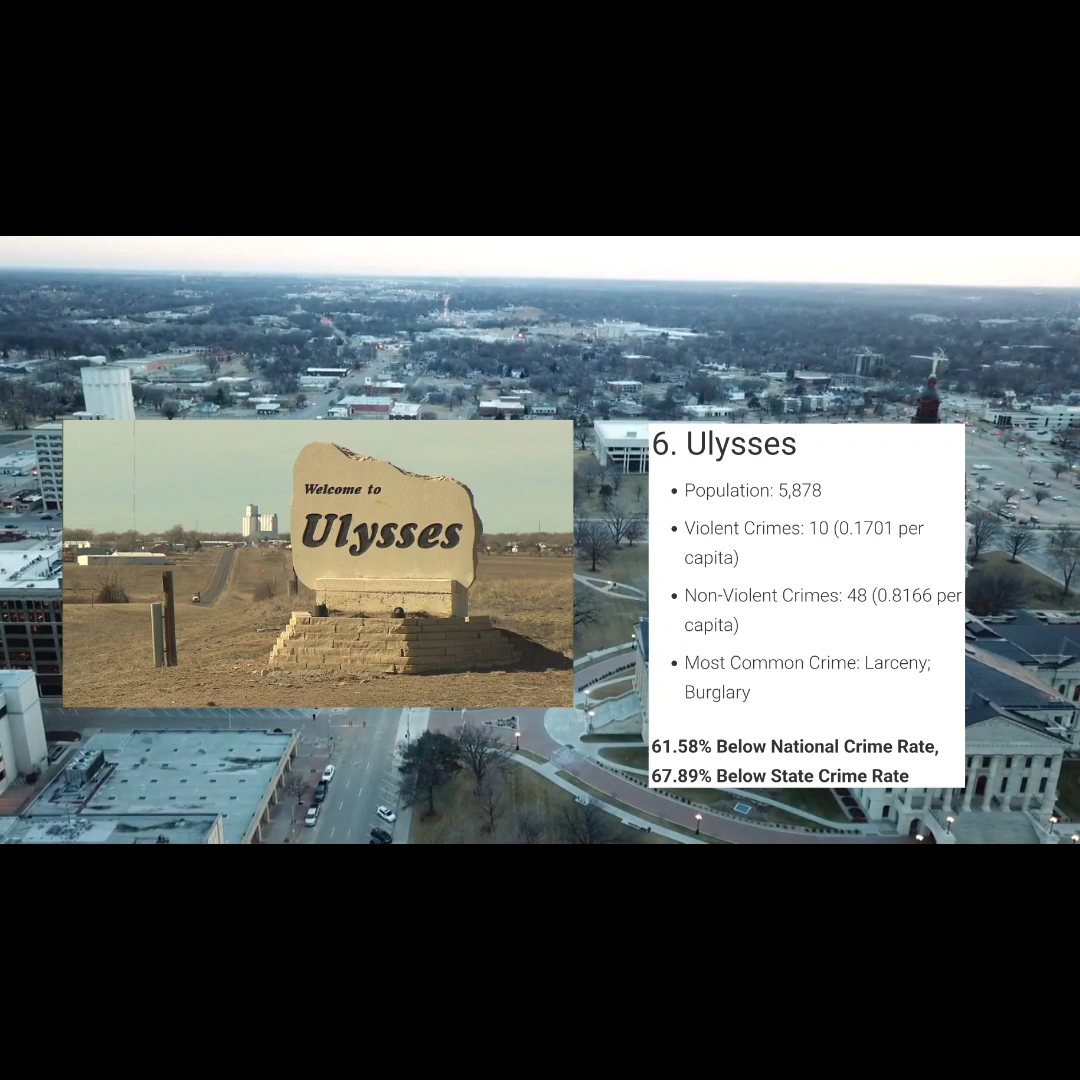 Welcome to
Ulysses
6. Ulysses
• Population: 5,878
• Violent Crimes: 10 (0.1701 per
capita)
• Non-Violent Crimes: 48 (0.8166 per
capita)
• Most Common Crime: Larceny;
Burglary
61.58% Below National Crime Rate,
67.89% Below State Crime Rate